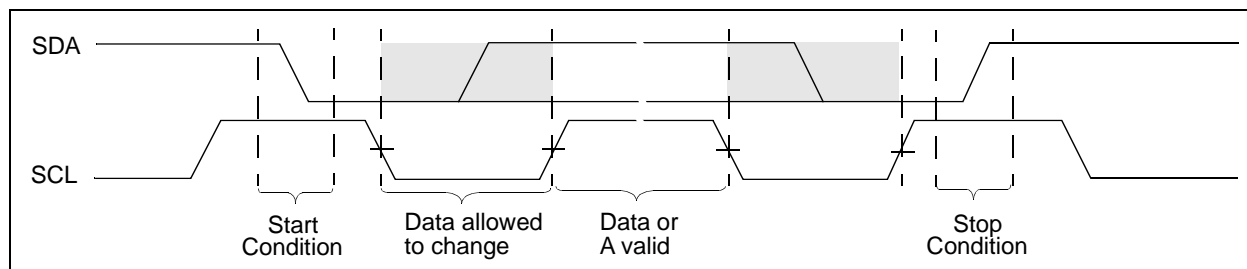 SDA
SCL
Start
Condition
Data allowed
to change
Data or
A valid
Stop
Condition